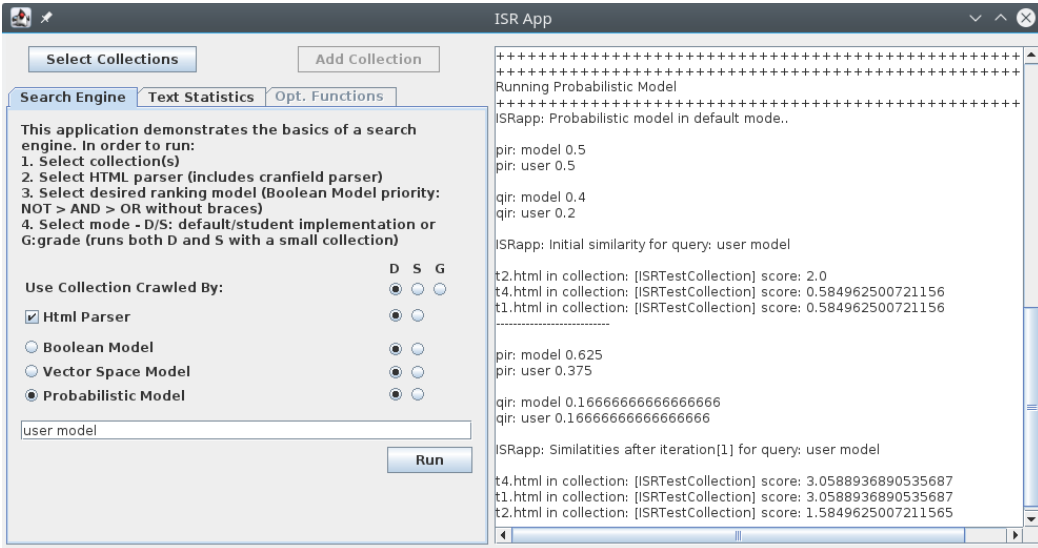 ISR App
Select Collections
Add Collection
Search Engine
Text Statistics
Opt. Functions
This application demonstrates the basics of a search
engine. In order to run:
1. Select collection(s)
2. Select HTML parser (includes cranfield parser)
3. Select desired ranking model (Boolean Model priority:
NOT > AND > OR without braces)
4. Select mode - D/S: default/student implementation or
G:grade (runs both D and S with a small collection)
D S G
Use Collection Crawled By:
Html Parser
Boolean Model
Vector Space Model
Probabilistic Model
user model
Run
++++++++++++++++++++++++++++++++++++++++++++++++++++++++++
++++++++++++++++++++++++++++++++++++++++++++++++++++++++++
Running Probabilistic Model
++++++++++++++++++++++++++++++++++++++++++++++++++++++++++
ISRapp: Probabilistic model in default mode..
pir: model 0.5
pir: user 0.5
qir: model 0.4
qir: user 0.2
ISRapp: Initial similarity for query: user model
t2.html in collection: [ISRTestCollection] score: 2.0
t4.html in collection: [ISRTestCollection] score: 0.584962500721156
t1.html in collection: [ISRTestCollection] score: 0.584962500721156
---------------------------
pir: model 0.625
pir: user 0.375
qir: model 0.16666666666666666
qir: user 0.16666666666666666
ISRapp: Similatities after iteration[1] for query: user model
t4.html in collection: [ISRTestCollection] score: 3.0588936890535687
t1.html in collection: [ISRTestCollection] score: 3.0588936890535687
t2.html in collection: [ISRTestCollection] score: 1.5849625007211565